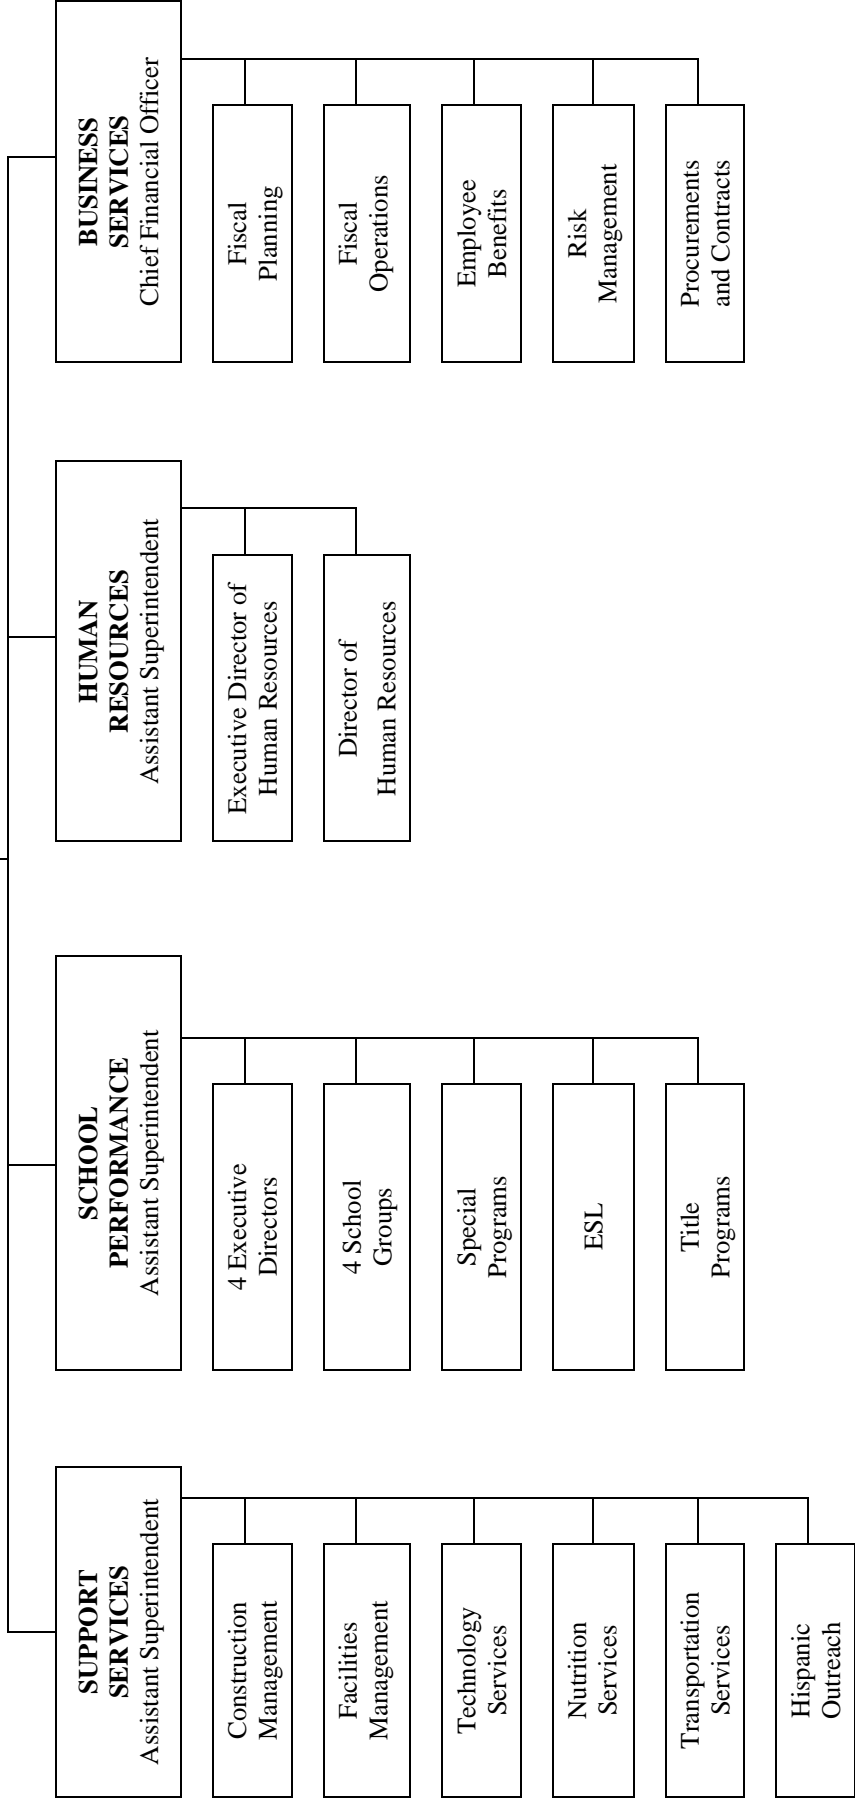 SUPPORT
SERVICES
Assistant Superintendent
Construction
Management
Facilities
Management
Technology
Services
Nutrition
Services
Transportation
Services
Hispanic
Outreach
SCHOOL
PERFORMANCE
Assistant Superintendent
4 Executive
Directors
4 School
Groups
Special
Programs
ESL
Title
Programs
HUMAN
RESOURCES
Assistant Superintendent
Executive Director of
Human Resources
Director of
Human Resources
BUSINESS
SERVICES
Chief Financial Officer
Fiscal
Planning
Fiscal
Operations
Employee
Benefits
Risk
Management
Procurements
and Contracts